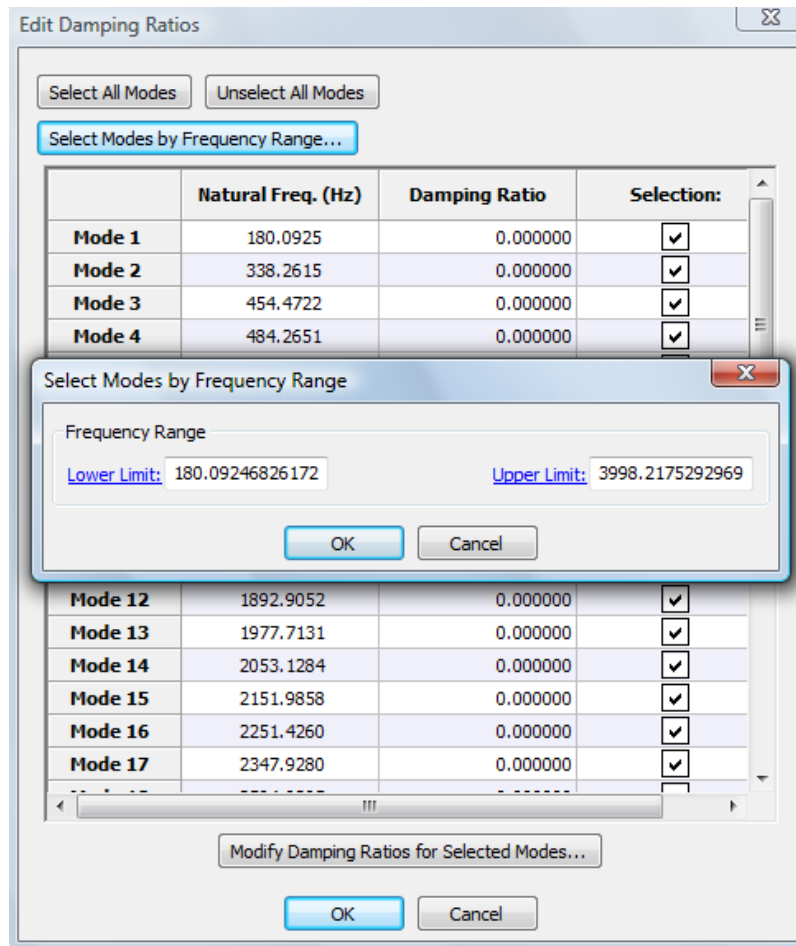 Edit Damping Ratios
Select All Modes Unselect All Modes
Select Modes by Frequency Range...
Natural Freq. (Hz) Damping Ratio Selection:
Mode 1 180.0925 0.000000
Mode 2 338.2615 0.000000
Mode 3 454.4722 0.000000
Mode 4 484.2651 0.000000
Select Modes by Frequency Range
Frequency Range
Lower Limit: 180.09246826172 Upper Limit: 3998.2175292969
OK Cancel
Mode 12 1892.9052 0.000000
Mode 13 1977.7131 0.000000
Mode 14 2053.1284 0.000000
Mode 15 2151.9858 0.000000
Mode 16 2251.4260 0.000000
Mode 17 2347.9280 0.000000
Modify Damping Ratios for Selected Modes...
OK Cancel